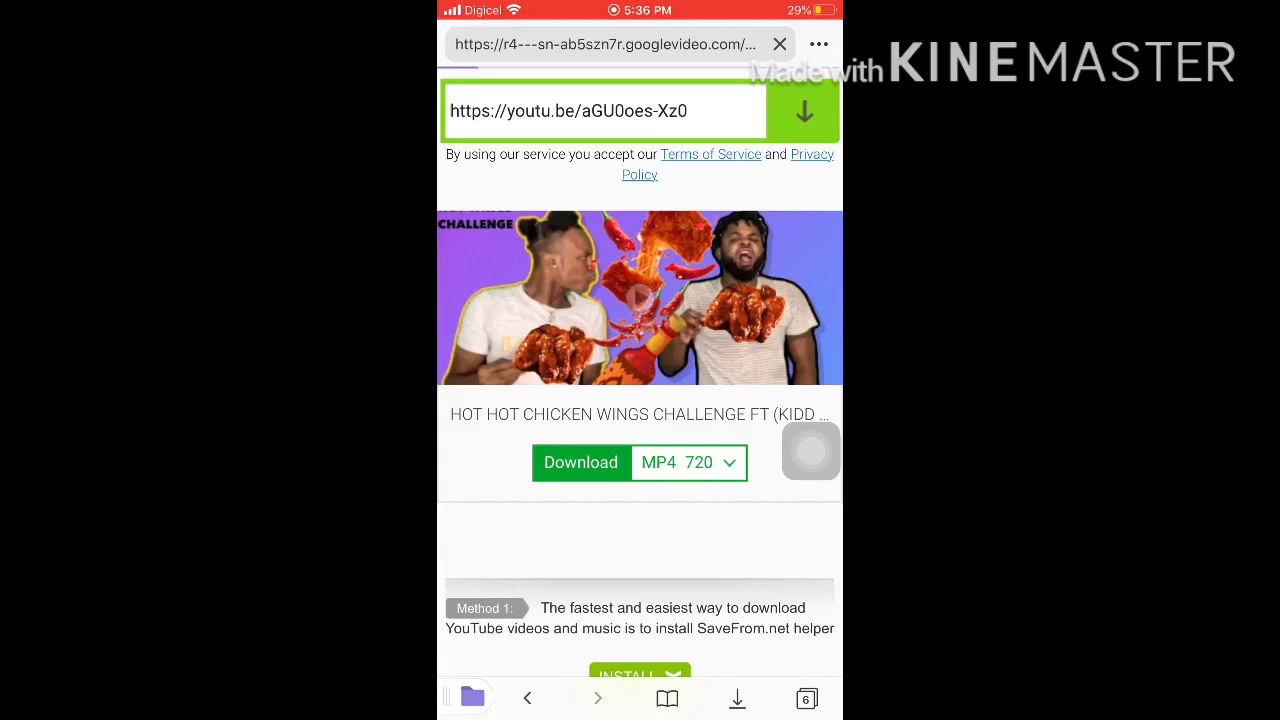 Digicel 5:36 PM 29%
https://r4---sn-ab5szn7r.googlevideo.com/...
Made with KINEMASTER
https://youtu.be/aGU0oes-Xz0
By using our service you accept our Terms of Service and Privacy
Policy
CHALLENGE
HOT HOT CHICKEN WINGS CHALLENGE FT (KIDD ...
Download MP4 720
Method 1: The fastest and easiest way to download
YouTube videos and music is to install SaveFrom.net helper
INSTALL
6